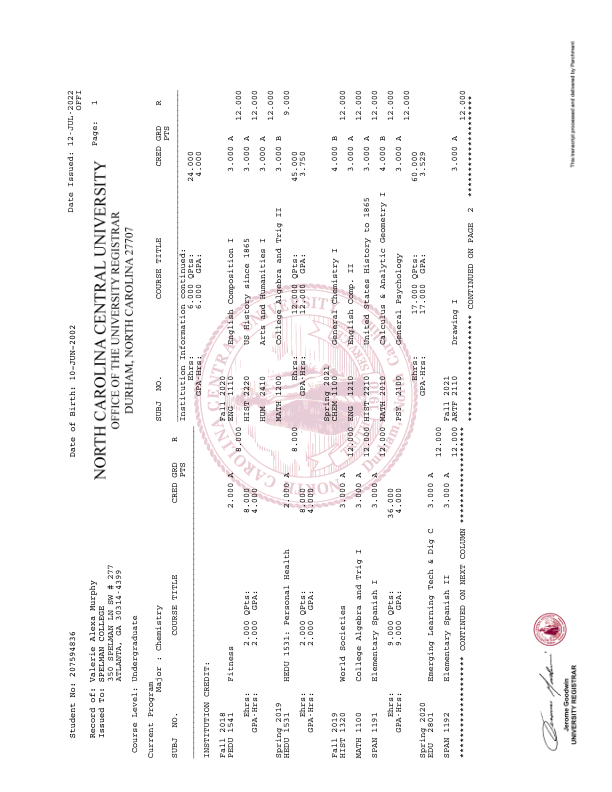 Student No: 207594836 Date of Birth: 10-JUN-2002 Date Issued: 12-JUL-2022
OFFI
Record of: Valerie Alexa Murphy
Page: 1
Issued To: SPELMAN COLLEGE
350 SPELMAN LN SW # 277
ATLANTA, GA 30314-4399
NORTH CAROLINA CENTRAL UNIVERSITY
OFFICE OF THE UNIVERSITY REGISTRAR
DURHAM, NORTH CAROLINA 27707
Course Level: Undergraduate
Current Program
Major : Chemistry
SUBJ NO. COURSE TITLE CRED GRD
PTS R
INSTITUTION CREDIT:
Fall 2018
PEDU 1541 Fitness 2.000 A 8.000
Ehrs: 2.000 QPts: 8.000
GPA-Hrs: 2.000 GPA: 4.000
Spring 2019
HEDU 1531 HEDU 1531: Personal Health 2.000 A 8.000
Ehrs: 2.000 QPts: 8.000
GPA-Hrs: 2.000 GPA: 4.000
Fall 2019
HIST 1320 World Societies 3.000 A 12.000
MATH 1100 College Algebra and Trig I 3.000 A 12.000
SPAN 1191 Elementary Spanish I 3.000 A 12.000
Ehrs: 9.000 QPts: 36.000
GPA-Hrs: 9.000 GPA: 4.000
Spring 2020
EDU 2801 Emerging Learning Tech & Dig C 3.000 A 12.000
SPAN 1192 Elementary Spanish II 3.000 A 12.000
******************** CONTINUED ON NEXT COLUMN *******************
SUBJ NO. COURSE TITLE CRED GRD
PTS R
Institution Information continued:
Ehrs: 6.000 QPts: 24.000
GPA-Hrs: 6.000 GPA: 4.000
Fall 2020
ENG 1110 English Composition I 3.000 A 12.000
HIST 2220 US History since 1865 3.000 A 12.000
HUM 2410 Arts and Humanities I 3.000 A 12.000
MATH 1200 College Algebra and Trig II 3.000 B 9.000
Ehrs: 12.000 QPts: 45.000
GPA-Hrs: 12.000 GPA: 3.750
Spring 2021
CHEM 1100 General Chemistry I 4.000 B 12.000
ENG 1210 English Comp. II 3.000 A 12.000
HIST 2210 United States History to 1865 3.000 A 12.000
MATH 2010 Calculus & Analytic Geometry I 4.000 B 12.000
PSY 2100 General Psychology 3.000 A 12.000
Ehrs: 17.000 QPts: 60.000
GPA-Hrs: 17.000 GPA: 3.529
Fall 2021
ARTF 2110 Drawing I 3.000 A 12.000
******************** CONTINUED ON PAGE 2 *******************
Jerome Goodwin
UNIVERSITY REGISTRAR
This transcript processed and delivered by Parchment